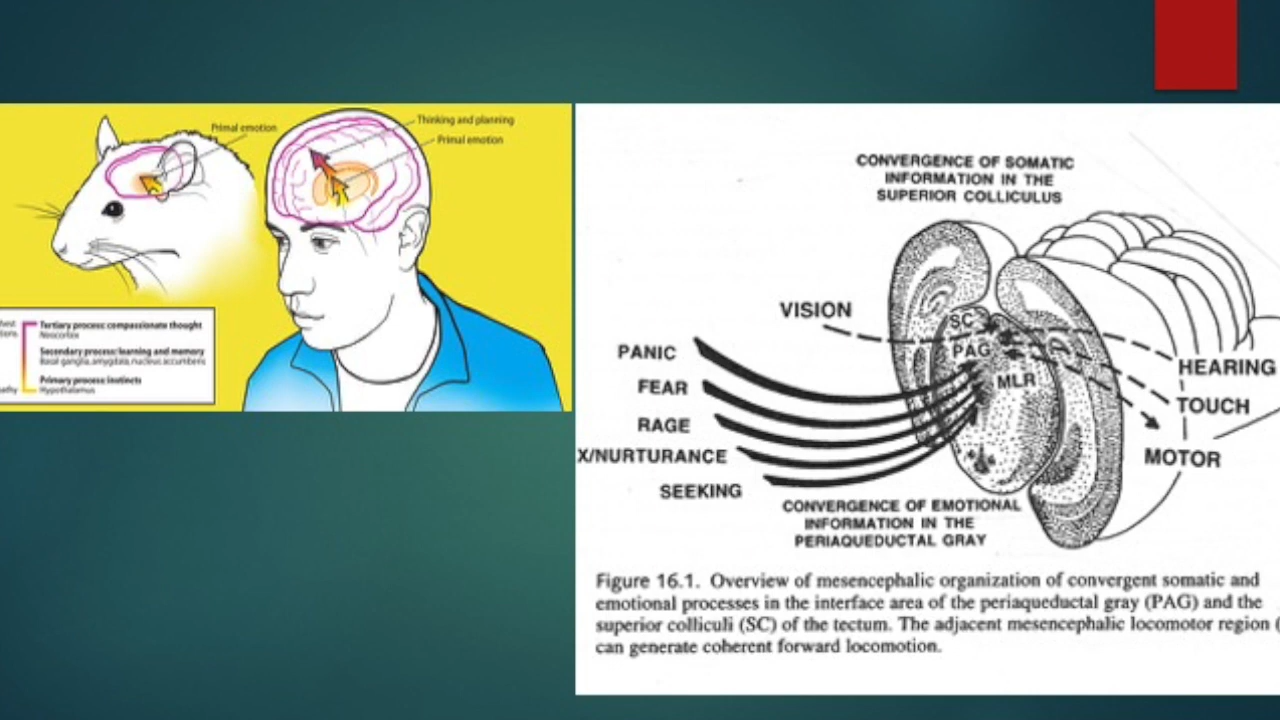 Primal emotion
Thinking and planning
Primal emotion
Tertiary process: compassionate thought
Neocortex
Secondary process: learning and memory
Basal ganglia, amygdala, nucleus accumbens
Primary process: instincts
Hypothalamus
CONVERGENCE OF SOMATIC
INFORMATION IN THE
SUPERIOR COLLICULUS
VISION
SC
PANIC
PAG
HEARING
FEAR
MLR
TOUCH
RAGE
X/NURTURANCE
MOTOR
SEEKING
CONVERGENCE OF EMOTIONAL
INFORMATION IN THE
PERIAQUEDUCTAL GRAY
Figure 16.1. Overview of mesencephalic organization of convergent somatic and
emotional processes in the interface area of the periaqueductal gray (PAG) and the
superior colliculi (SC) of the tectum. The adjacent mesencephalic locomotor region (
can generate coherent forward locomotion.